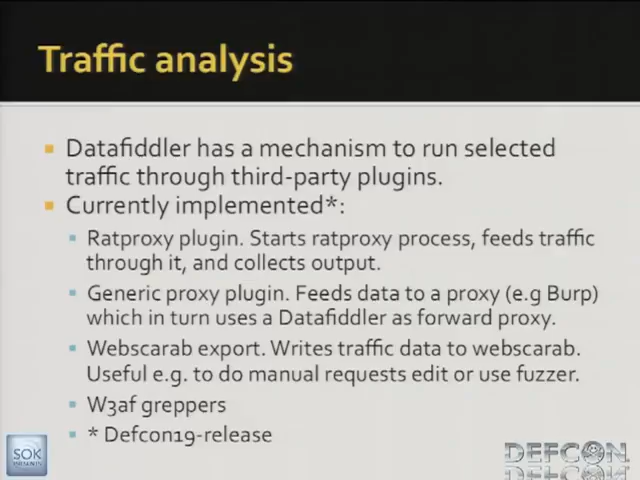 Traffic analysis
Datafiddler has a mechanism to run selected
traffic through third-party plugins.
Currently implemented*:
Ratproxy plugin. Starts ratproxy process, feeds traffic
through it, and collects output.
Generic proxy plugin. Feeds data to a proxy (e.g Burp)
which in turn uses a Datafiddler as forward proxy.
Webscarab export. Writes traffic data to webscarab.
Useful e.g. to do manual requests edit or use fuzzer.
W3af greppers
* Defcon19-release
SOK
DEFCON